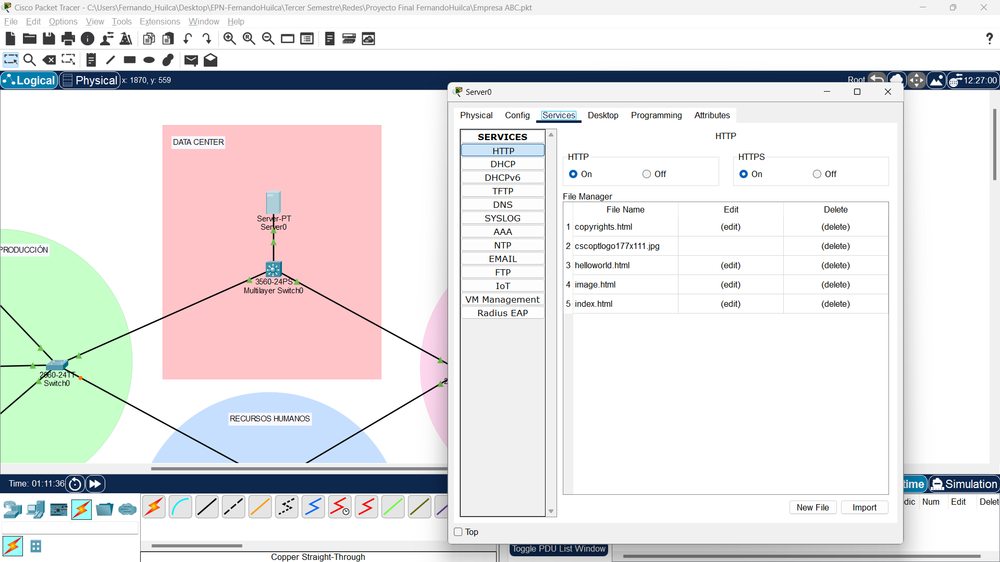 Cisco Packet Tracer - C:\Users\Fernando_Huilca\Desktop\EPN-FernandoHuilca\Tercer Semestre\Redes\Proyecto Final FernandoHuilca\Empresa ABC.pkt
File Edit Options View Tools Extensions Window Help
Logical Physical x: 1870, y: 559
Root 12:27:00
DATA CENTER
Server-PT
Server0
3560-24PS
Multilayer Switch0
PRODUCCIÓN
2960-24TT
Switch0
2
RECURSOS HUMANOS
Server0
Physical Config Services Desktop Programming Attributes
SERVICES
HTTP
DHCP
DHCPv6
TFTP
DNS
SYSLOG
AAA
NTP
EMAIL
FTP
IoT
VM Management
Radius EAP
HTTP
HTTP
On Off
HTTPS
On Off
File Manager
File Name Edit Delete
1 copyrights.html (edit) (delete)
2 cscoptlogo177x111.jpg (delete)
3 helloworld.html (edit) (delete)
4 image.html (edit) (delete)
5 index.html (edit) (delete)
New File Import
Top
Time: 01:11:36
time Simulation
dic Num Edit Delet
Toggle PDU List Window
Copper Straight-Through